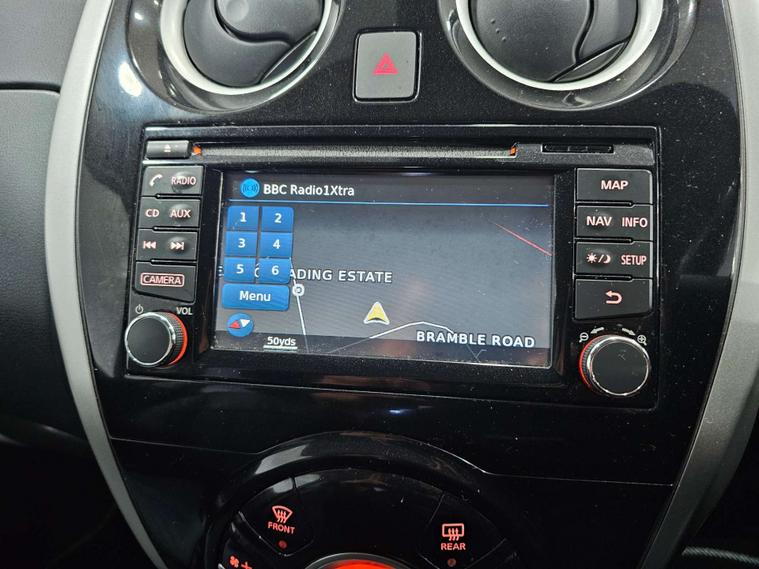 RADIO
CD AUX
CAMERA
VOL
BBC Radio1Xtra
1 2
3 4
5 6
ADING ESTATE
Menu
50yds
BRAMBLE ROAD
MAP
NAV INFO
SETUP
FRONT
REAR